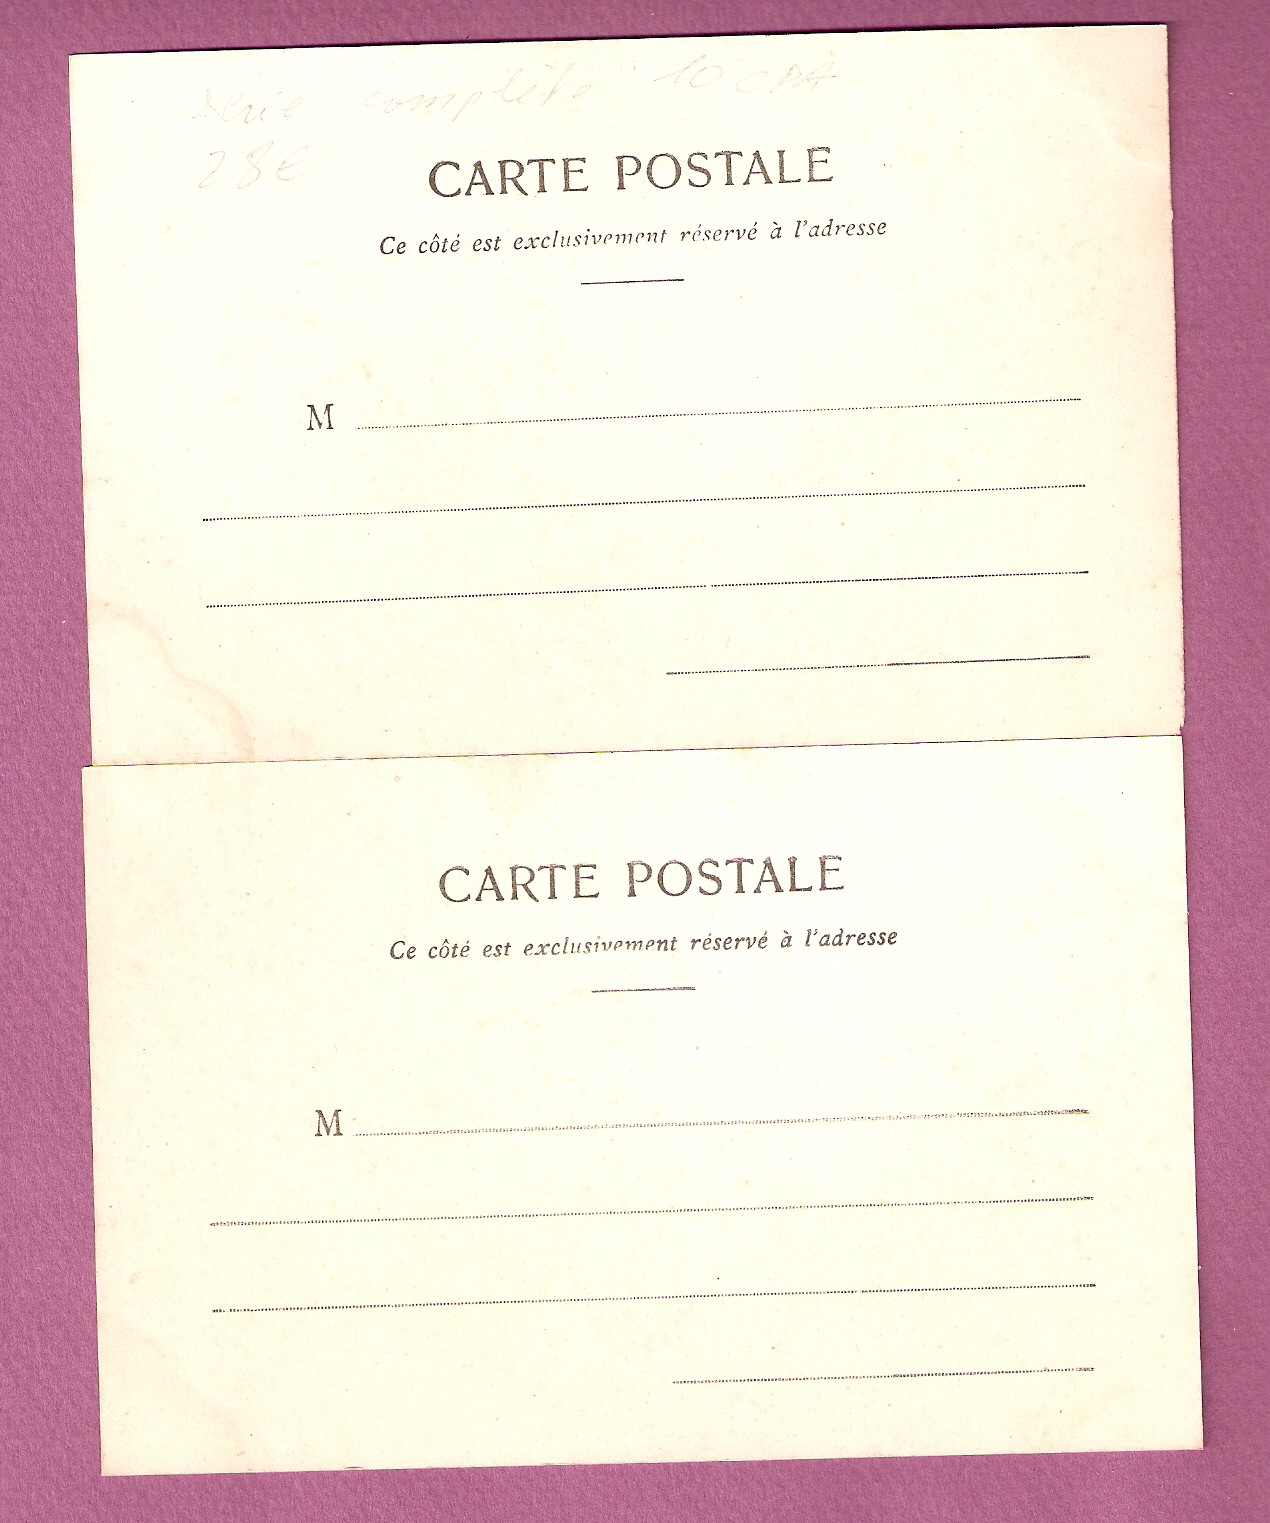 série complète 10 CPA
28€
CARTE POSTALE
Ce côté est exclusivement réservé à l'adresse
M
CARTE POSTALE
Ce côté est exclusivement réservé à l'adresse
M